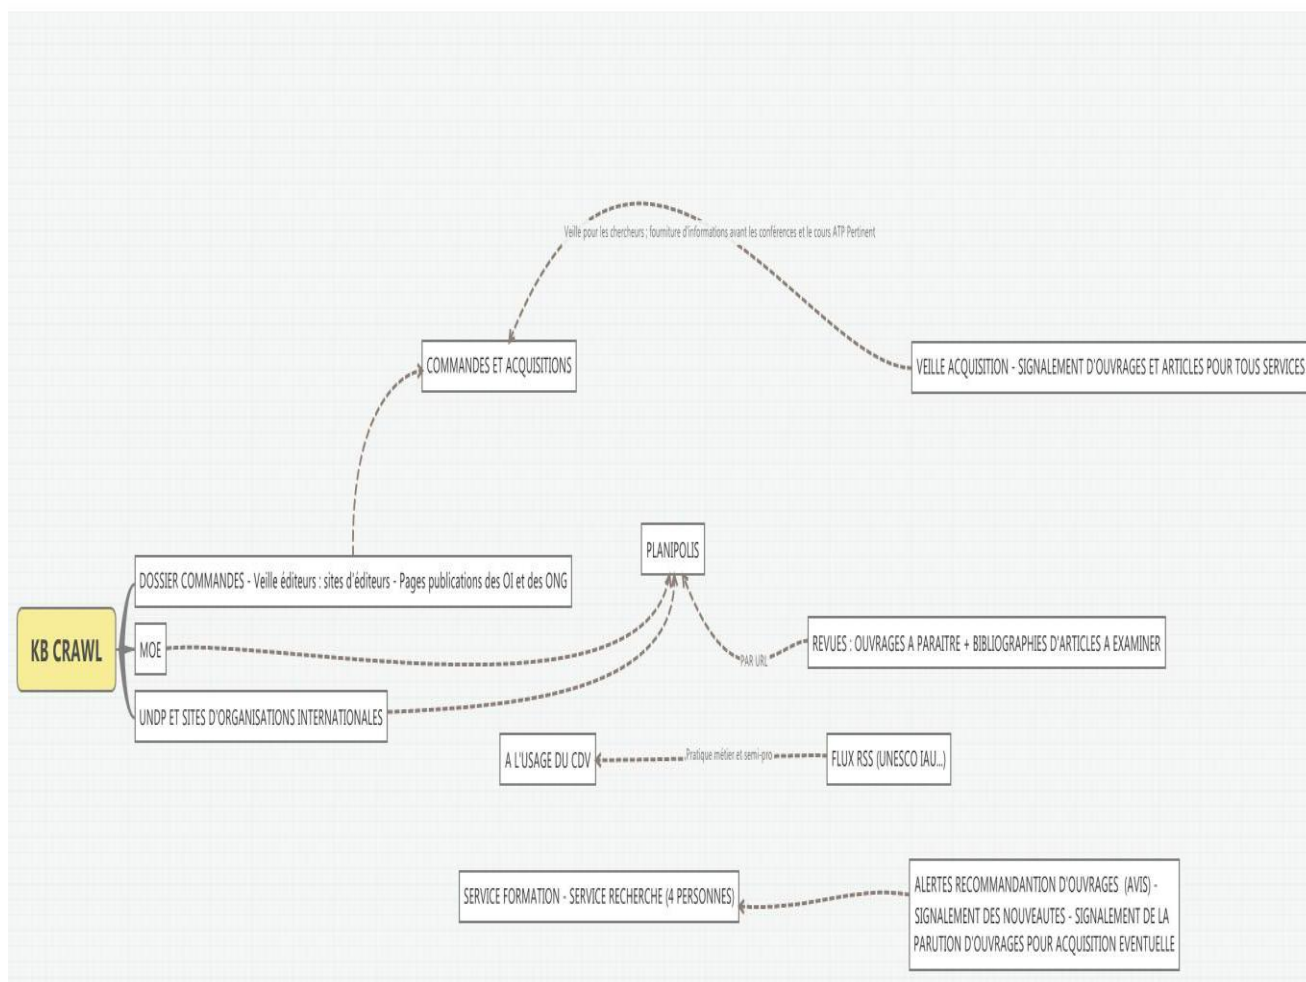 Veille pour les chercheurs ; fourniture d'informations avant les conférences et le cours ATP Pertinent
COMMANDES ET ACQUISITIONS
VEILLE ACQUISITION - SIGNALEMENT D'OUVRAGES ET ARTICLES POUR TOUS SERVICES
PLANIPOLIS
DOSSIER COMMANDES - Veille éditeurs : sites d'éditeurs - Pages publications des OI et des ONG
KB CRAWL
MOE
REVUES : OUVRAGES A PARAITRE + BIBLIOGRAPHIES D'ARTICLES A EXAMINER
PAR URL
UNDP ET SITES D'ORGANISATIONS INTERNATIONALES
A L'USAGE DU CDV
Pratique métier et semi-pro
FLUX RSS (UNESCO IAU...)
SERVICE FORMATION - SERVICE RECHERCHE (4 PERSONNES)
ALERTES RECOMMANDANTION D'OUVRAGES (AVIS) -
SIGNALEMENT DES NOUVEAUTES - SIGNALEMENT DE LA
PARUTION D'OUVRAGES POUR ACQUISITION EVENTUELLE